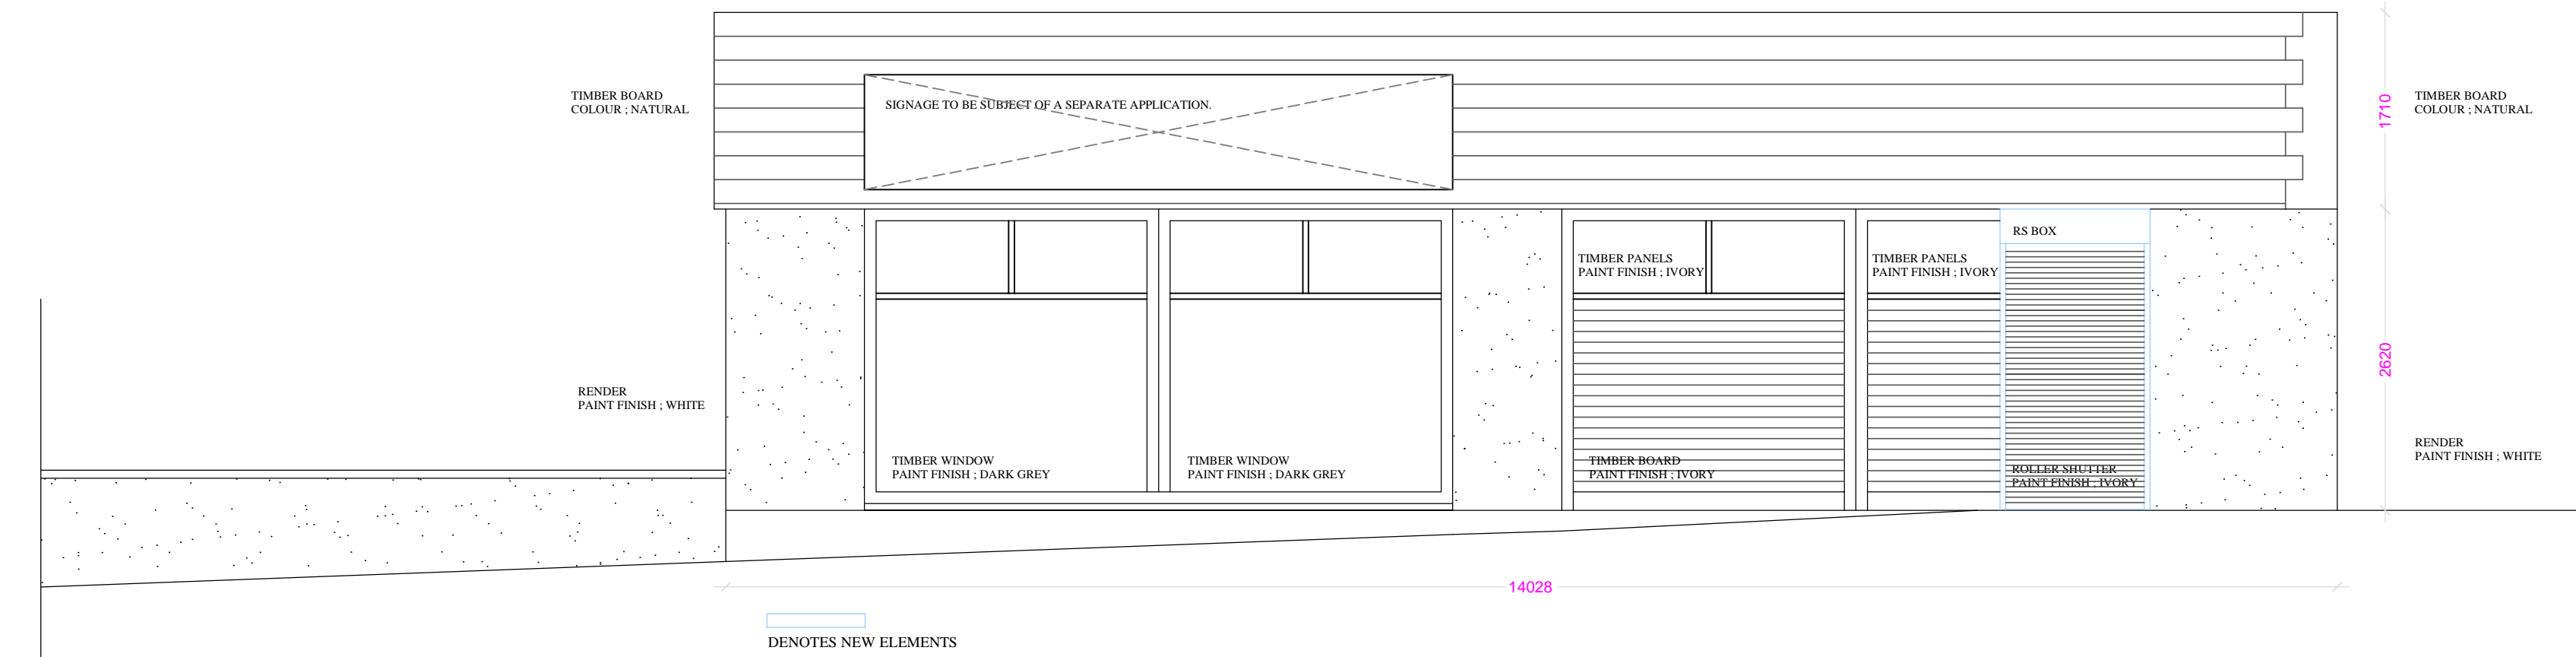 TIMBER BOARD
COLOUR ; NATURAL
SIGNAGE TO BE SUBJECT OF A SEPARATE APPLICATION.
1710
TIMBER BOARD
COLOUR ; NATURAL
RS BOX
TIMBER PANELS
PAINT FINISH ; IVORY
TIMBER PANELS
PAINT FINISH ; IVORY
2620
RENDER
PAINT FINISH ; WHITE
TIMBER WINDOW
PAINT FINISH ; DARK GREY
TIMBER WINDOW
PAINT FINISH ; DARK GREY
TIMBER BOARD
PAINT FINISH ; IVORY
ROLLER SHUTTER
PAINT FINISH ; IVORY
RENDER
PAINT FINISH ; WHITE
14028
DENOTES NEW ELEMENTS